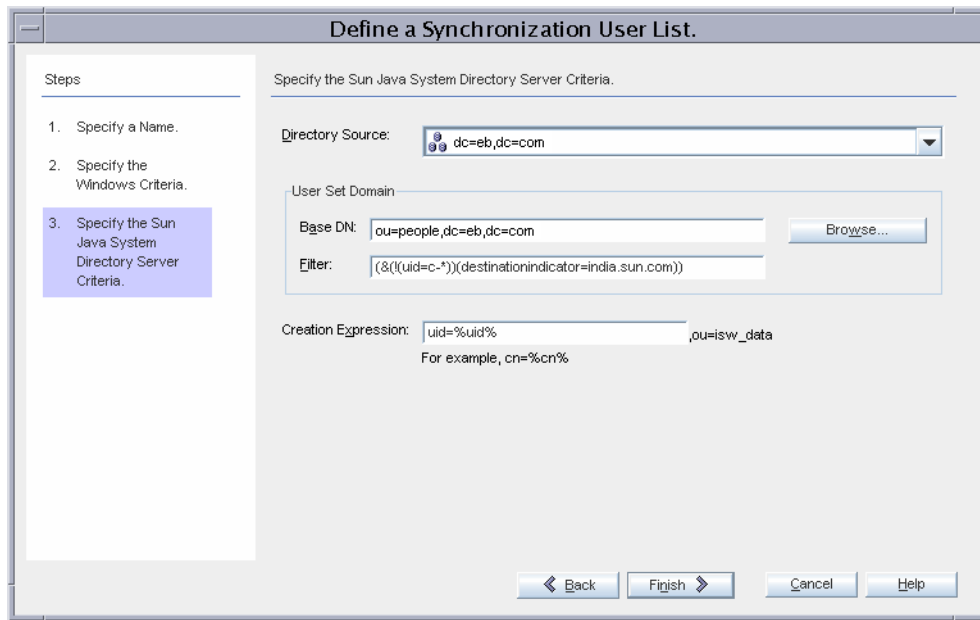 Define a Synchronization User List.
Steps
1. Specify a Name.
2. Specify the
Windows Criteria.
3. Specify the Sun
Java System
Directory Server
Criteria.
Specify the Sun Java System Directory Server Criteria.
Directory Source:
dc=eb,dc=com
User Set Domain
Base DN:
ou=people,dc=eb,dc=com
Browse...
Filter:
(&(!(uid=c-*))(destinationindicator=india.sun.com))
Creation Expression:
uid=%uid%
,ou=isw_data
For example, cn=%cn%
Back
Finish
Cancel
Help